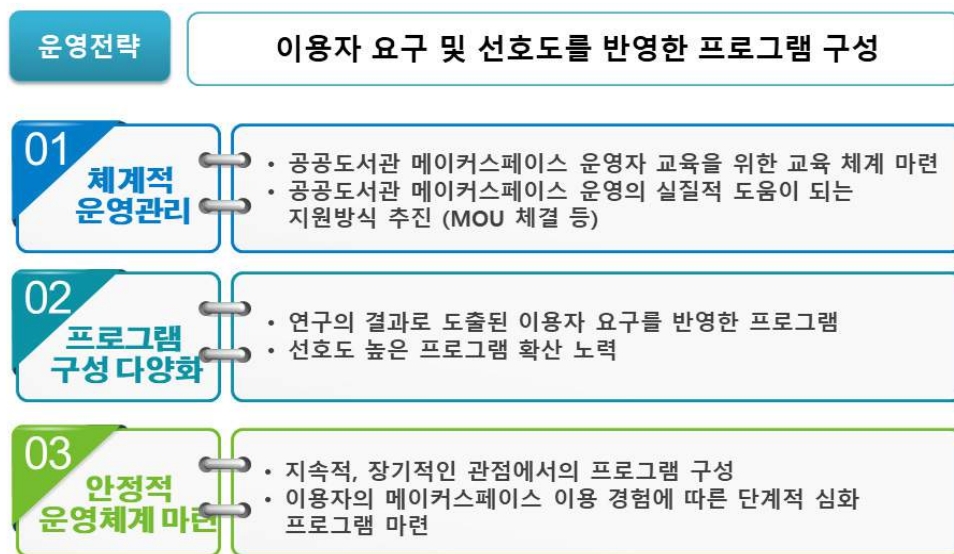 운영전략
이용자 요구 및 선호도를 반영한 프로그램 구성
01
체계적
운영관리
• 공공도서관 메이커스페이스 운영자 교육을 위한 교육 체계 마련
• 공공도서관 메이커스페이스 운영의 실질적 도움이 되는
지원방식 추진 (MOU 체결 등)
02
프로그램
구성 다양화
• 연구의 결과로 도출된 이용자 요구를 반영한 프로그램
• 선호도 높은 프로그램 확산 노력
03
안정적
운영체계 마련
• 지속적, 장기적인 관점에서의 프로그램 구성
• 이용자의 메이커스페이스 이용 경험에 따른 단계적 심화
프로그램 마련